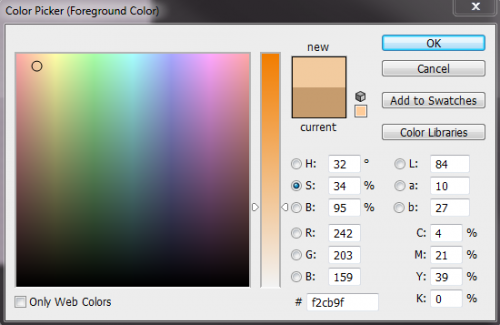 Color Picker (Foreground Color)
x
new
current
OK
Cancel
Add to Swatches
Color Libraries
H: 32 °
S: 34 %
B: 95 %
R: 242
G: 203
B: 159
L: 84
a: 10
b: 27
C: 4 %
M: 21 %
Y: 39 %
K: 0 %
# f2cb9f
Only Web Colors